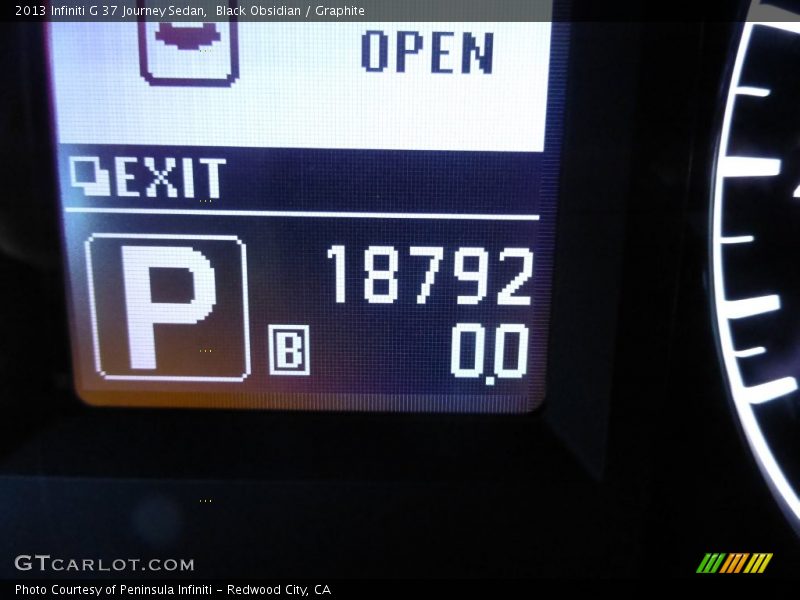 2013 Infiniti G 37 Journey Sedan,  Black Obsidian / Graphite
OPEN
EXIT
P
18792
B
0.0
GTCARLOT.COM
Photo Courtesy of Peninsula Infiniti – Redwood City, CA